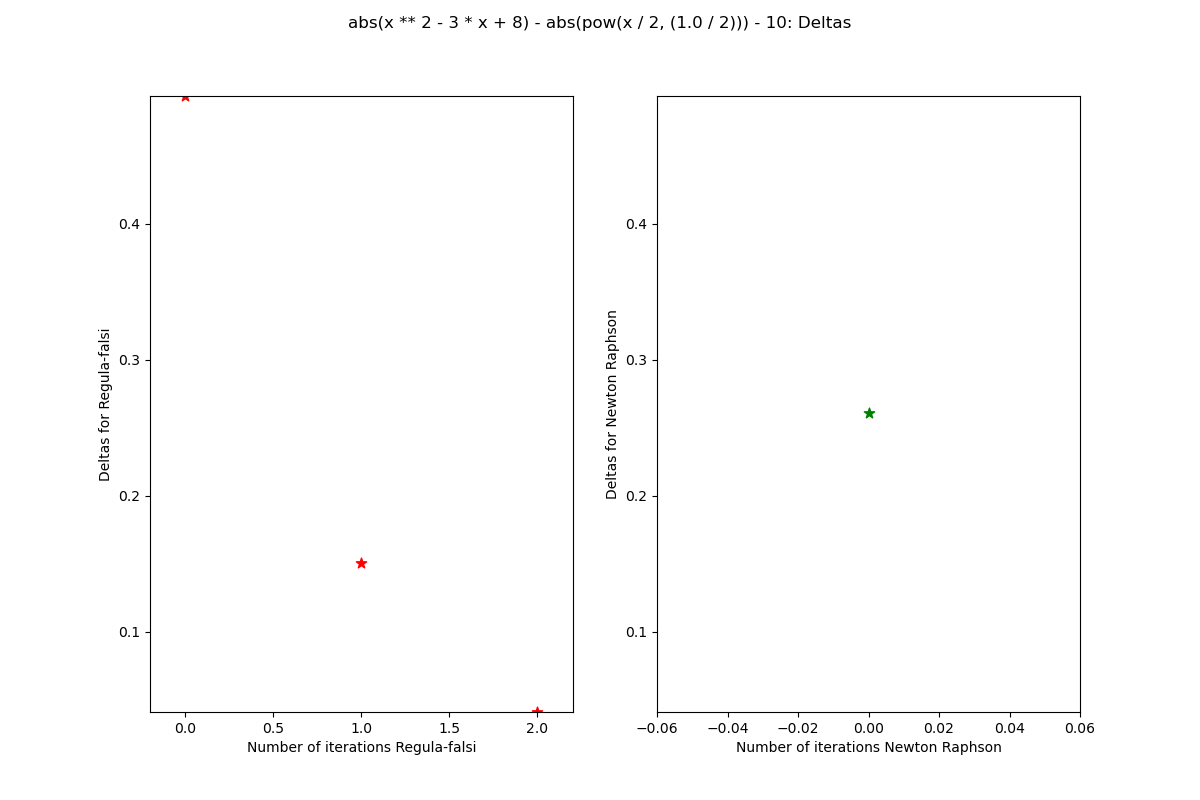 abs(x ** 2 - 3 * x + 8) - abs(pow(x / 2, (1.0 / 2))) - 10: Deltas
Deltas for Regula-falsi
0.4
0.3
0.2
0.1
0.0 0.5 1.0 1.5 2.0
Number of iterations Regula-falsi
Deltas for Newton Raphson
0.4
0.3
0.2
0.1
−0.06 −0.04 −0.02 0.00 0.02 0.04 0.06
Number of iterations Newton Raphson